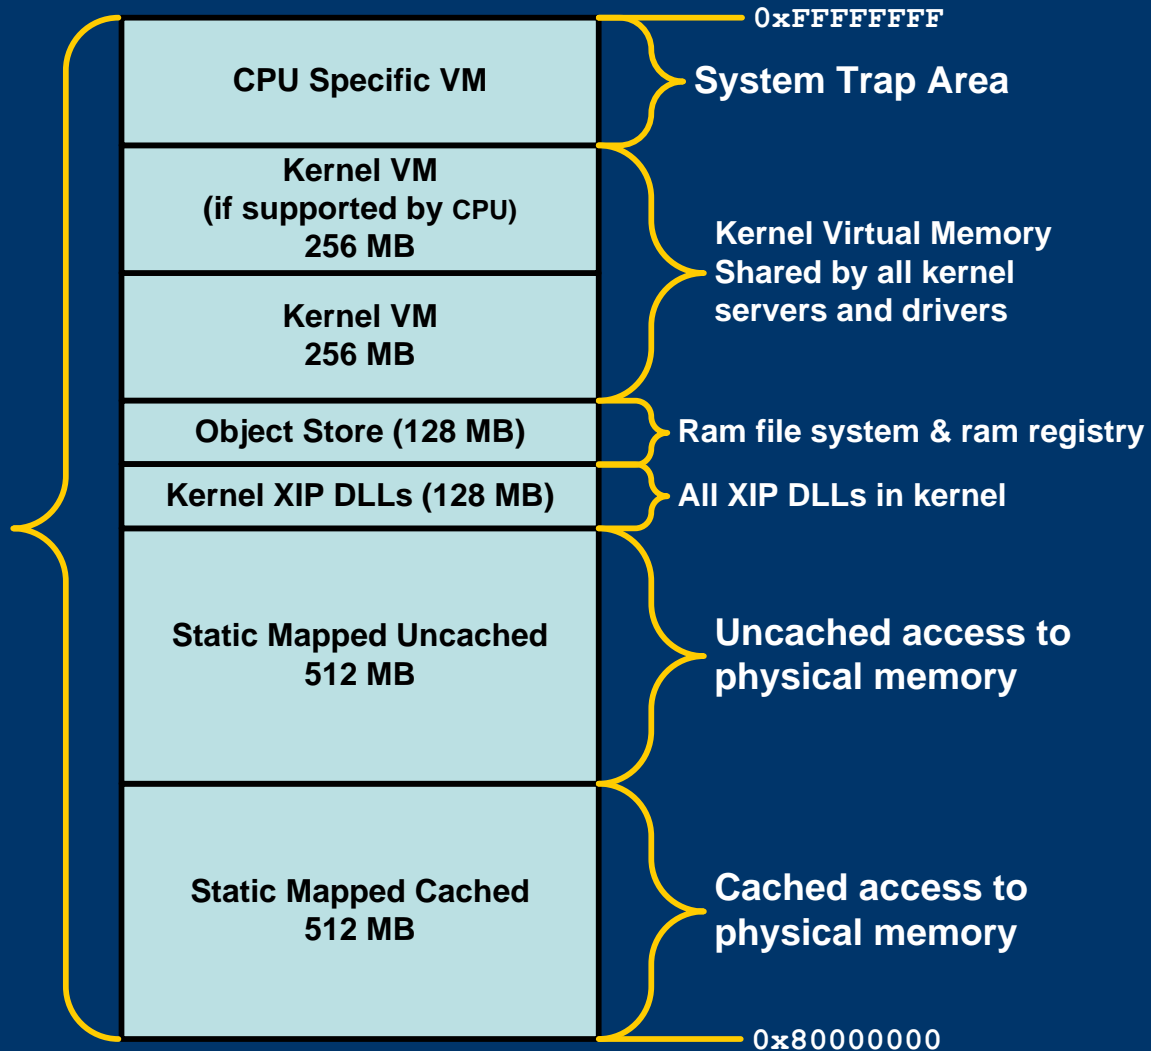 0xFFFFFFFF
CPU Specific VM
System Trap Area
Kernel VM
(if supported by CPU)
256 MB
Kernel VM
256 MB
Kernel Virtual Memory
Shared by all kernel
servers and drivers
Object Store (128 MB)
Ram file system & ram registry
Kernel XIP DLLs (128 MB)
All XIP DLLs in kernel
Static Mapped Uncached
512 MB
Uncached access to
physical memory
Static Mapped Cached
512 MB
Cached access to
physical memory
0x80000000